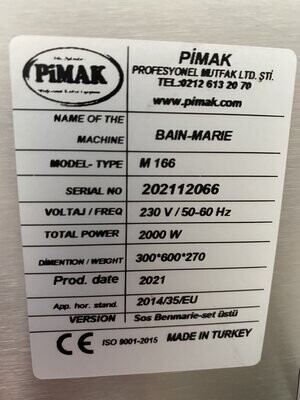 PiMAK
PİMAK
PROFESYONEL MUTFAK LTD. ŞTİ.
TEL:0212 613 20 70
www.pimak.com
NAME OF THE MACHINE BAIN-MARIE
MODEL- TYPE M 166
SERIAL NO 202112066
VOLTAJ / FREQ 230 V / 50-60 Hz
TOTAL POWER 2000 W
DIMENTION / WEIGHT 300*600*270
Prod. date 2021
App. hor. stand. 2014/35/EU
VERSION Sos Benmarie-set üstü
CE ISO 9001-2015 MADE IN TURKEY